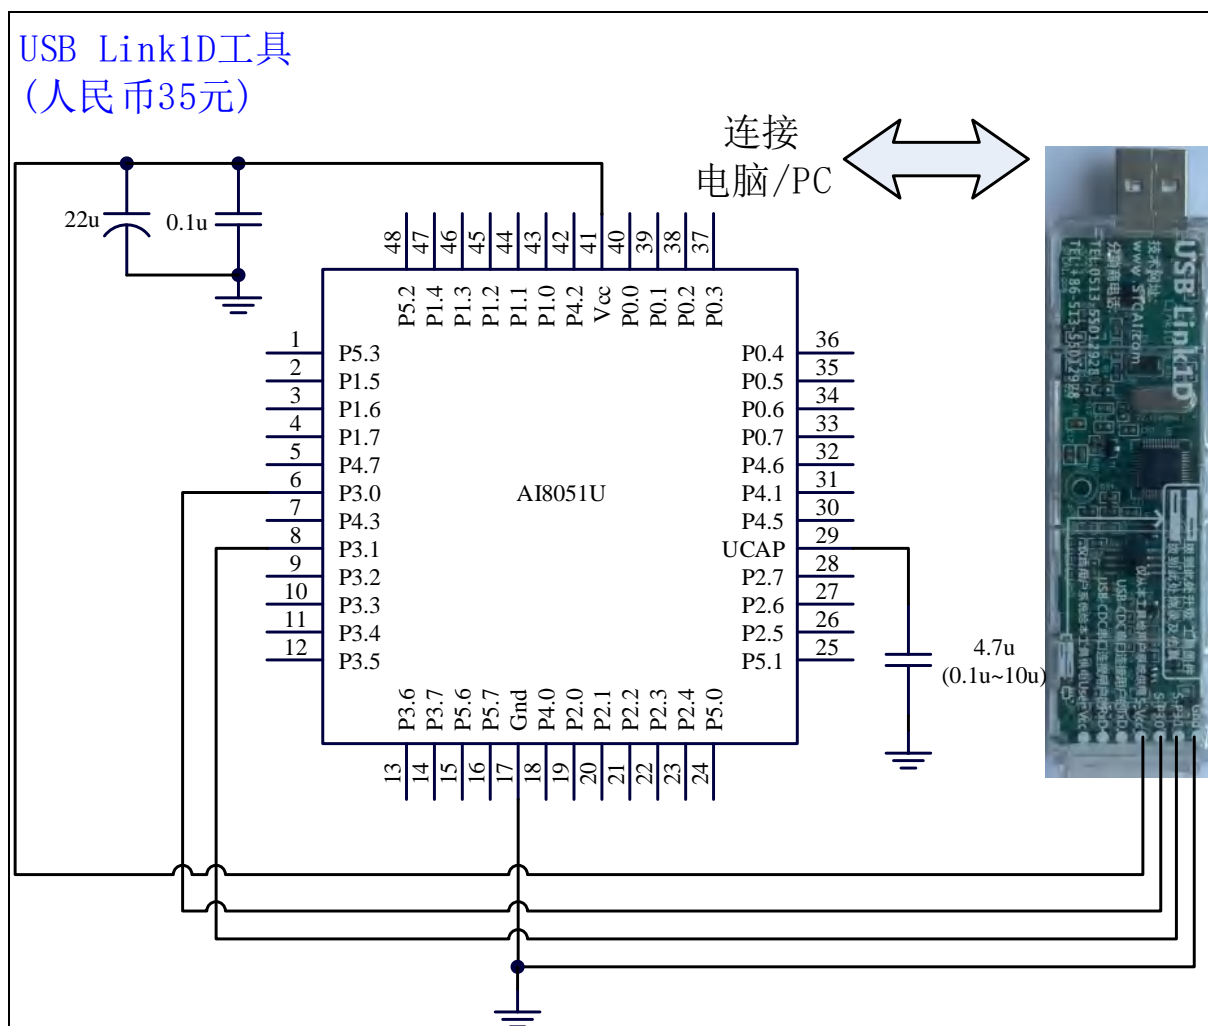 USB Link1D工具
(人民币35元)
连接
电脑/PC
22u
0.1u
48
47
46
45
44
43
42
41
40
39
38
37
P5.2
P1.4
P1.3
P1.2
P1.1
P1.0
P4.2
Vcc
P0.0
P0.1
P0.2
P0.3
1 P5.3
2 P1.5
3 P1.6
4 P1.7
5 P4.7
6 P3.0
7 P4.3
8 P3.1
9 P3.2
10 P3.3
11 P3.4
12 P3.5
AI8051U
P0.4 36
P0.5 35
P0.6 34
P0.7 33
P4.6 32
P4.1 31
P4.5 30
UCAP 29
P2.7 28
P2.6 27
P2.5 26
P5.1 25
4.7u
(0.1u~10u)
P3.6
P3.7
P5.6
P5.7
Gnd
P4.0
P2.0
P2.1
P2.2
P2.3
P2.4
P5.0
13
14
15
16
17
18
19
20
21
22
23
24
USB Link1D
www.STCAI.com
S-P30
S-P31
Gnd